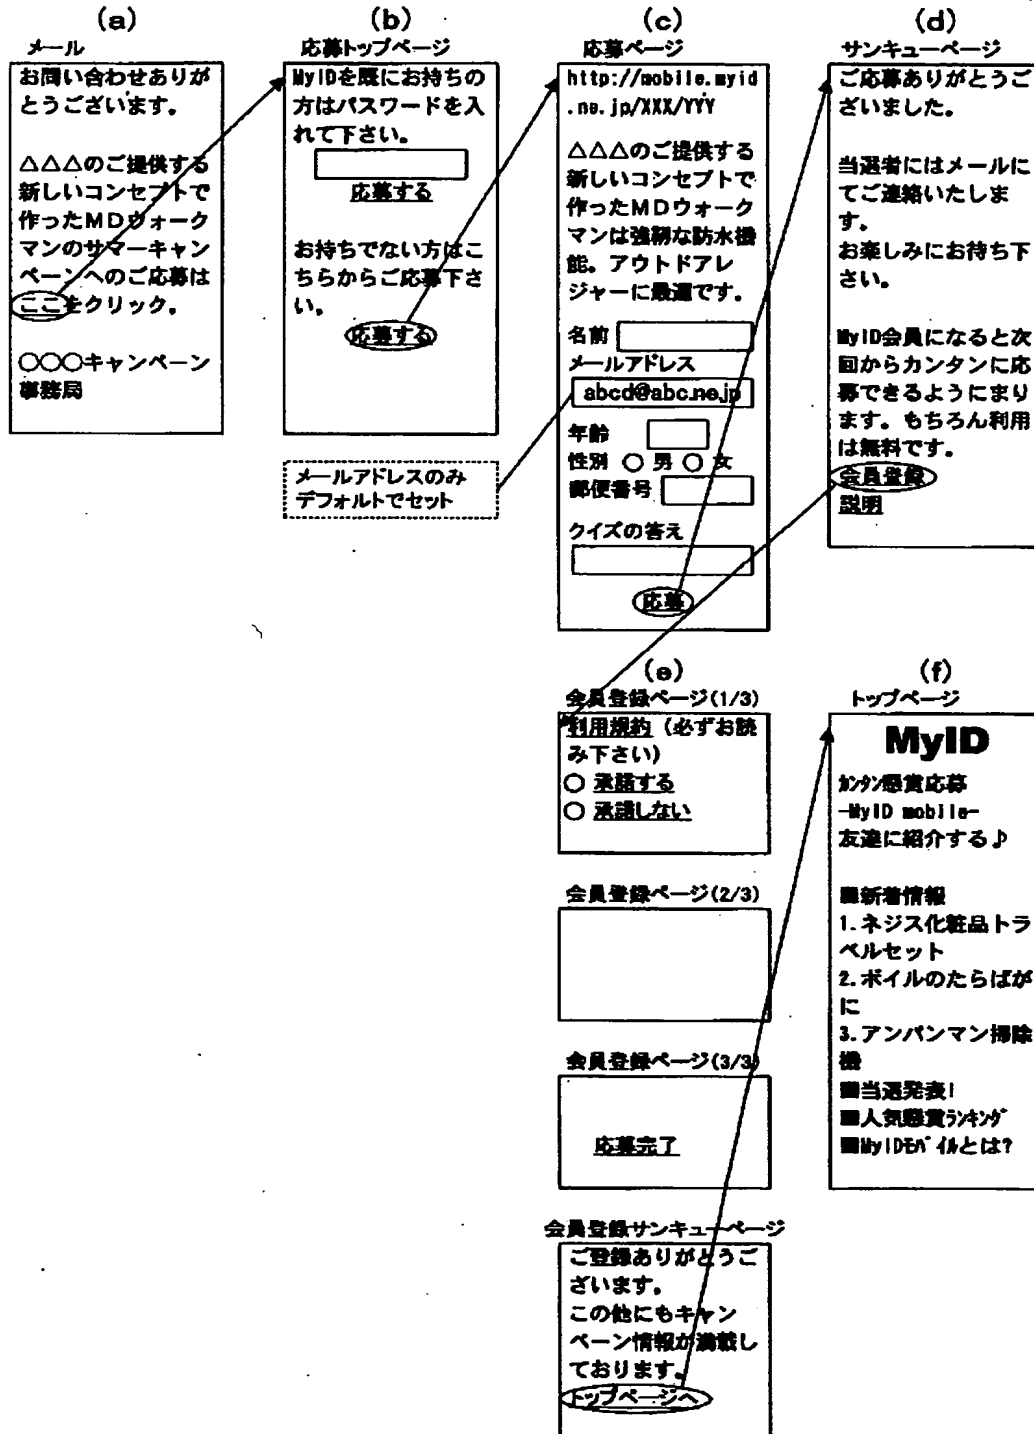 (a)
メール
お問い合わせありが
とうございます。
△△△のご提供する
新しいコンセプトで
作ったＭＤウォーク
マンのサマーキャン
ペーンへのご応募は
ここをクリック。
○○○キャンペーン
事務局
(b)
応募トップページ
MyIDを既にお持ちの
方はパスワードを入
れて下さい。
応募する
お持ちでない方はこ
ちらからご応募下さ
い。
応募する
メールアドレスのみ
デフォルトでセット
(c)
応募ページ
http://mobile.myid
.ne.jp/XXX/YYY
△△△のご提供する
新しいコンセプトで
作ったＭＤウォーク
マンは強靭な防水機
能。アウトドアレ
ジャーに最適です。
名前
メールアドレス
abcd@abc.ne.jp
年齢
性別 ○ 男 ○ 女
郵便番号
クイズの答え
応募
(d)
サンキューページ
ご応募ありがとうご
ざいました。
当選者にはメールに
てご連絡いたしま
す。
お楽しみにお待ち下
さい。
MyID会員になると次
回からカンタンに応
募できるようにまり
ます。もちろん利用
は無料です。
会員登録
説明
(e)
会員登録ページ(1/3)
利用規約（必ずお読
み下さい）
○ 承諾する
○ 承諾しない
会員登録ページ(2/3)
会員登録ページ(3/3)
応募完了
会員登録サンキューページ
ご登録ありがとうご
ざいます。
この他にもキャン
ペーン情報が満載し
ております。
トップページへ
(f)
トップページ
MyID
ｶﾝﾀﾝ懸賞応募
-MyID mobile-
友達に紹介する♪
■新着情報
1.ネジス化粧品トラ
ベルセット
2.ボイルのたらばが
に
3.アンパンマン掃除
機
■当選発表!
■人気懸賞ﾗﾝｷﾝｸﾞ
■MyIDﾓﾊﾞｲﾙとは?